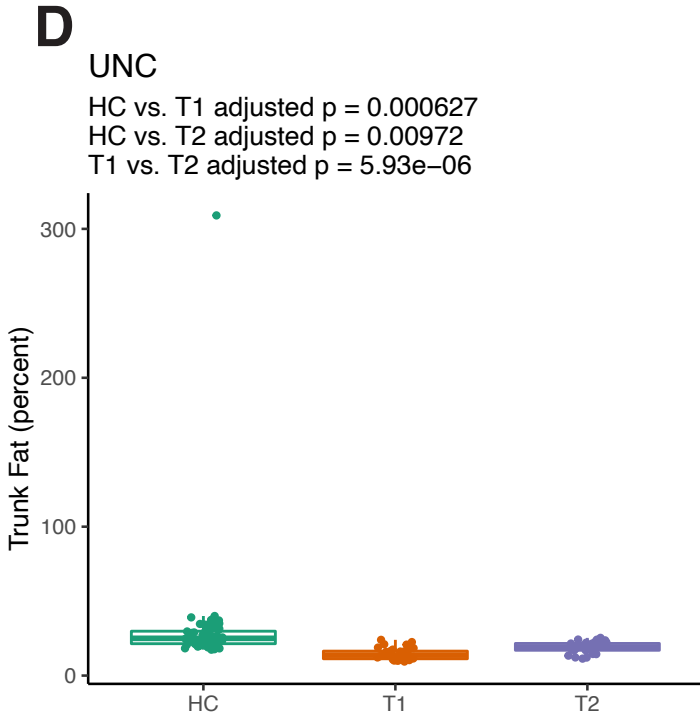 D
UNC
HC vs. T1 adjusted p = 0.000627
HC vs. T2 adjusted p = 0.00972
T1 vs. T2 adjusted p = 5.93e−06
300
200
100
0
Trunk Fat (percent)
HC T1 T2